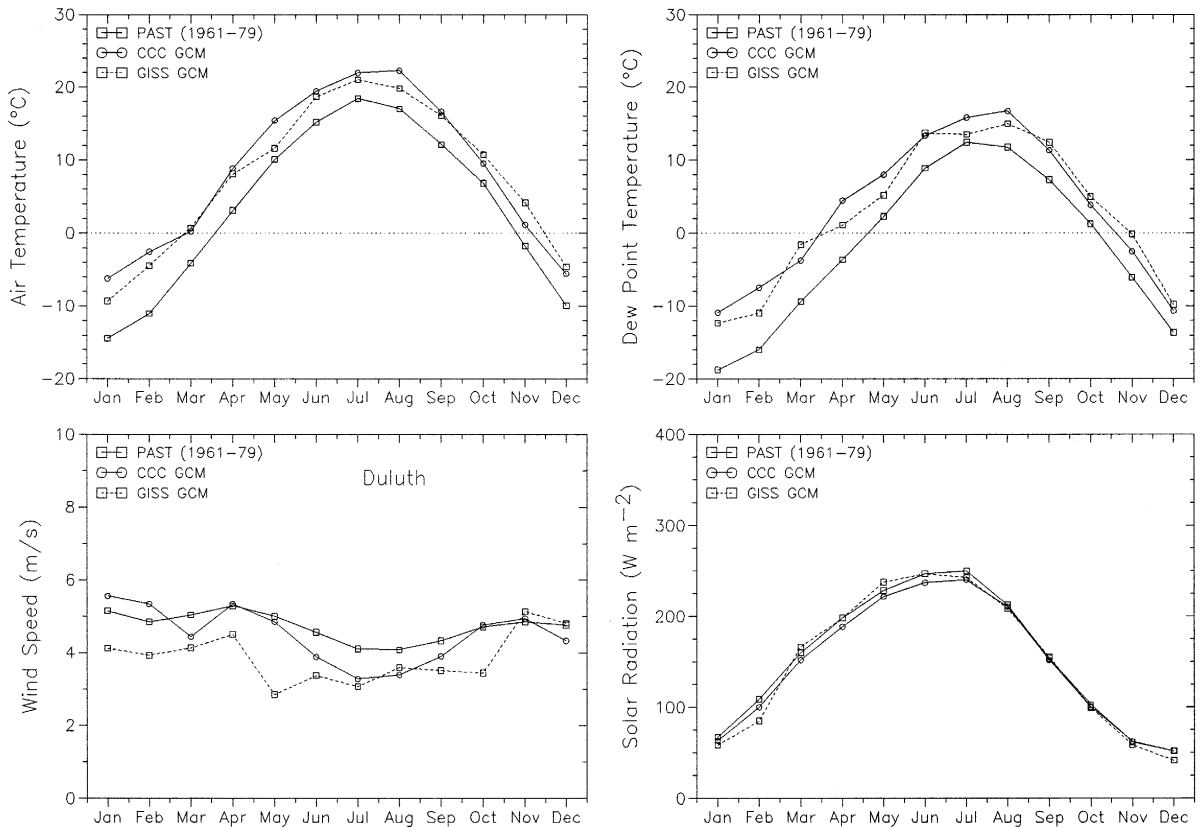 30
20
10
0
−10
−20
Air Temperature (°C)
PAST (1961−79)
CCC GCM
GISS GCM
Jan Feb Mar Apr May Jun Jul Aug Sep Oct Nov Dec
30
20
10
0
−10
−20
Dew Point Temperature (°C)
PAST (1961−79)
CCC GCM
GISS GCM
Jan Feb Mar Apr May Jun Jul Aug Sep Oct Nov Dec
10
8
6
4
2
0
Wind Speed (m/s)
PAST (1961−79)
CCC GCM
GISS GCM
Duluth
Jan Feb Mar Apr May Jun Jul Aug Sep Oct Nov Dec
400
300
200
100
0
Solar Radiation (W m−2)
PAST (1961−79)
CCC GCM
GISS GCM
Jan Feb Mar Apr May Jun Jul Aug Sep Oct Nov Dec